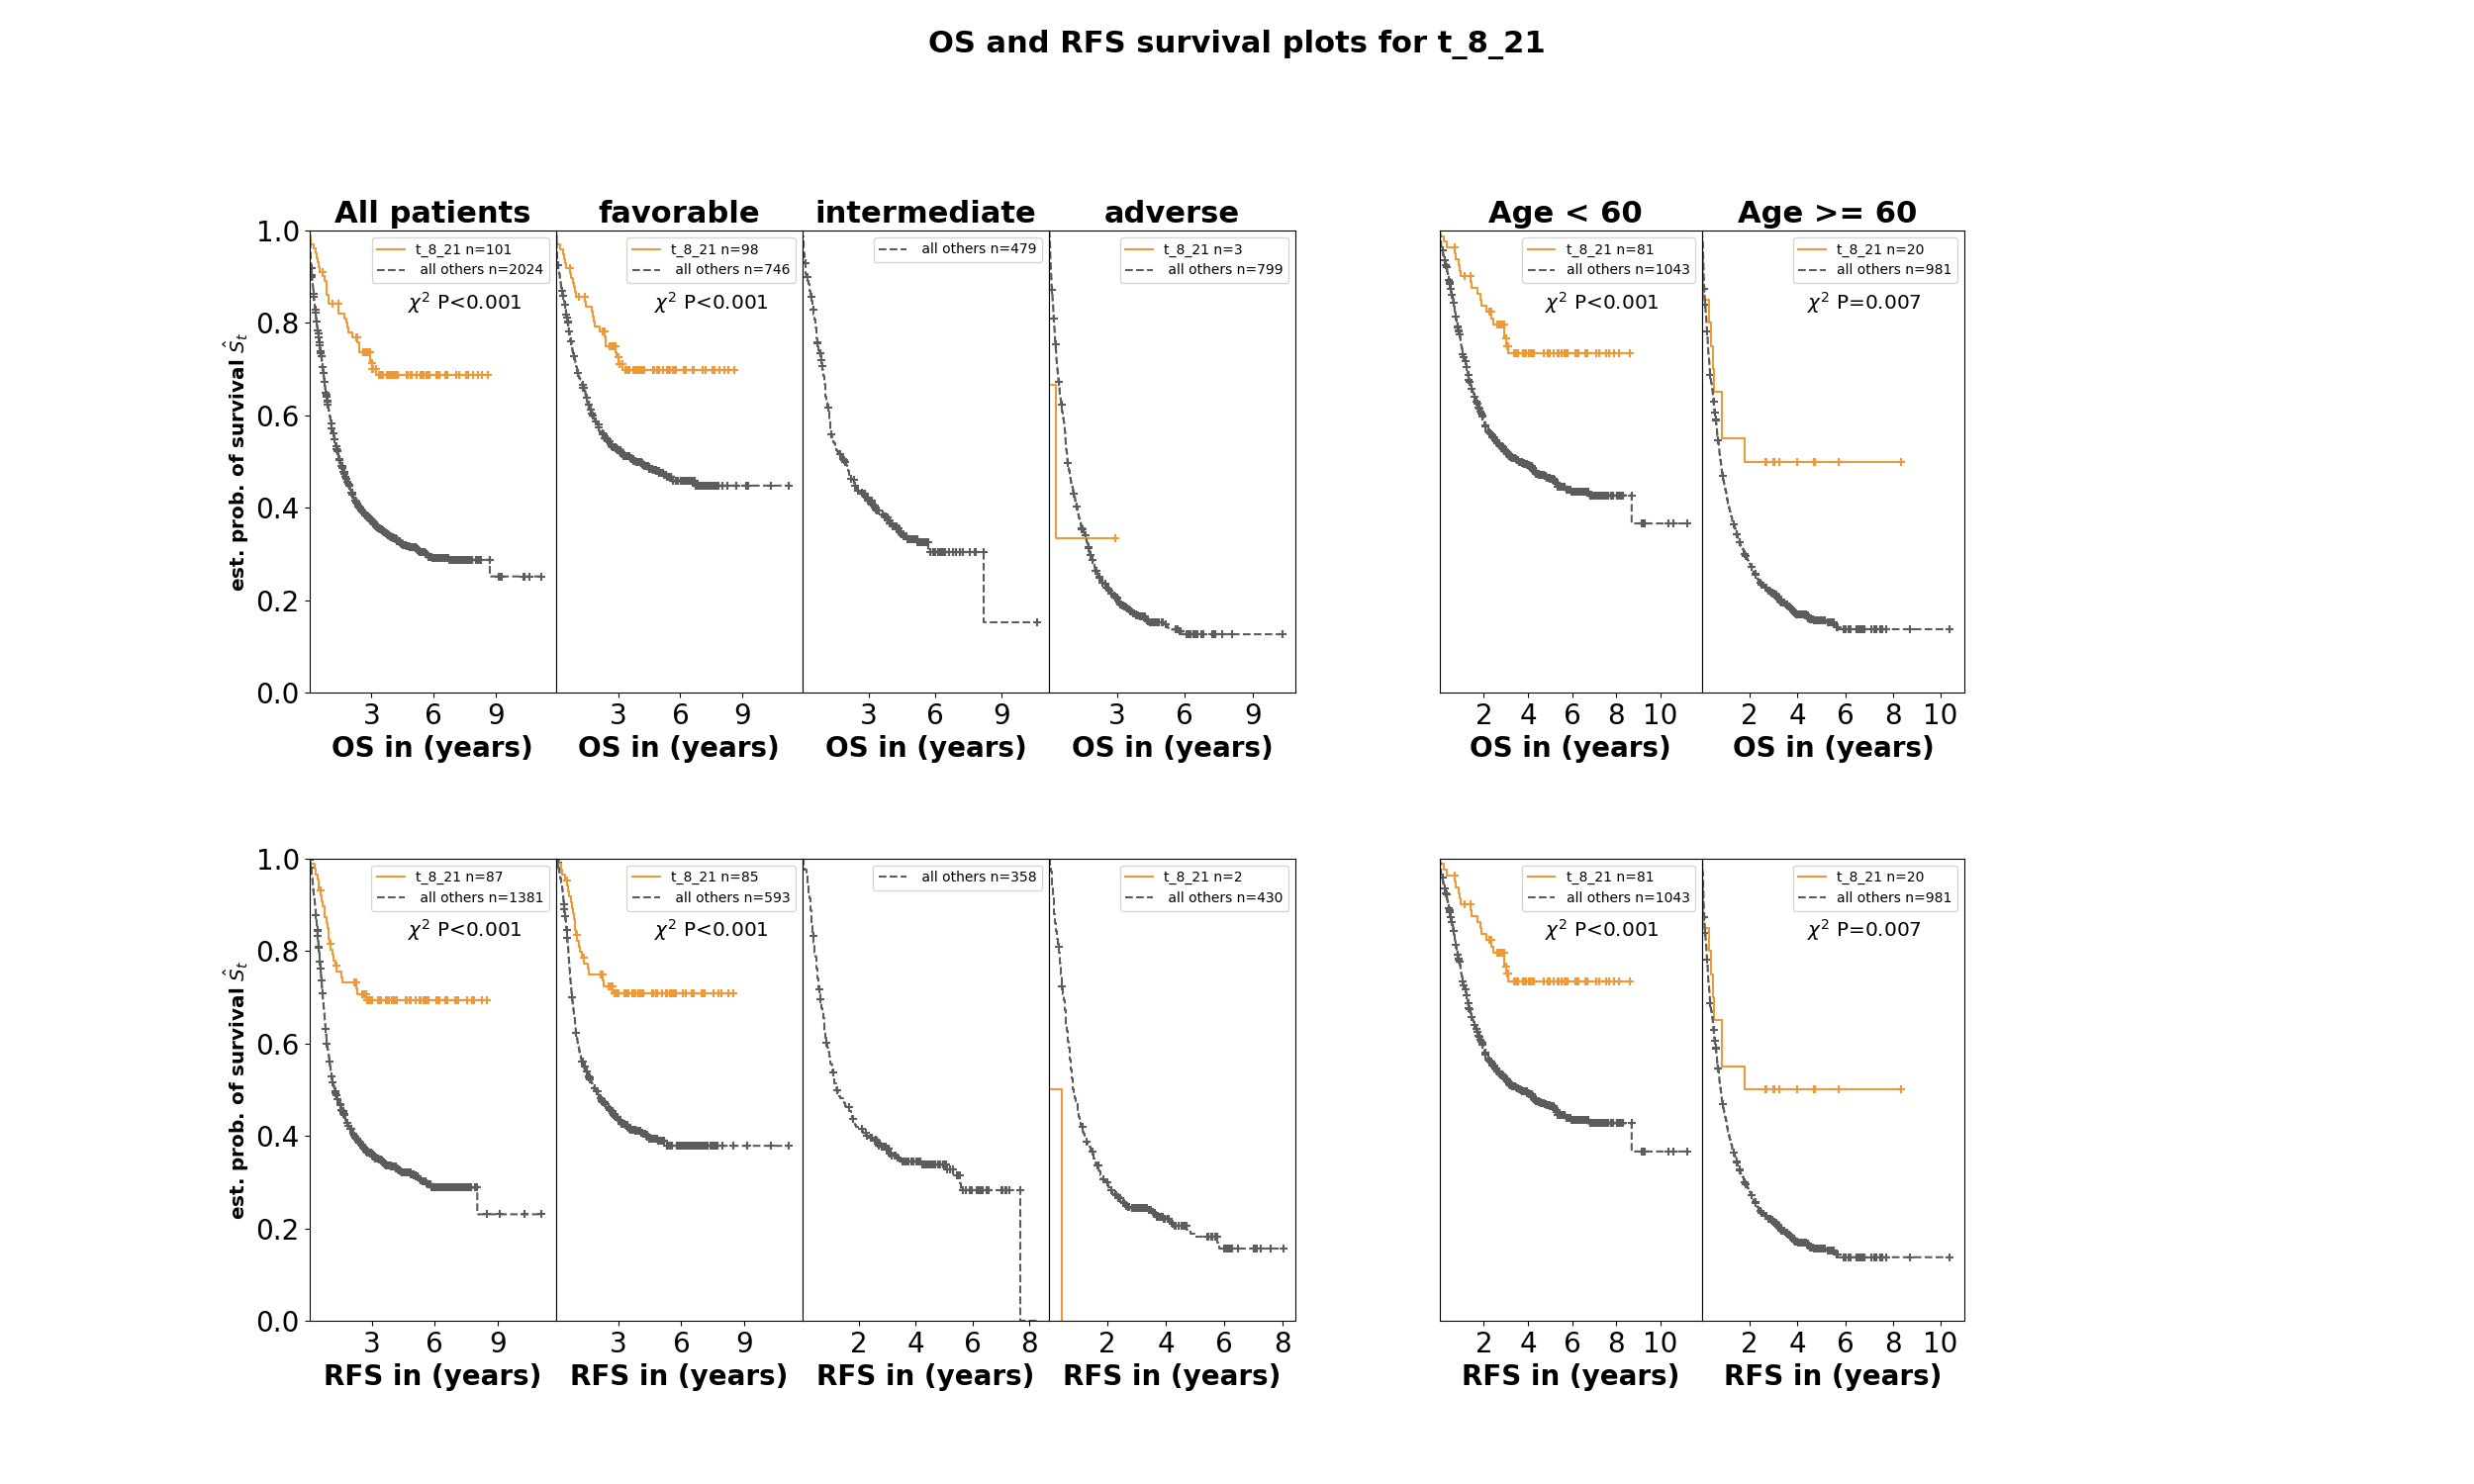 OS and RFS survival plots for t_8_21
All patients
favorable
intermediate
adverse
Age < 60
Age >= 60
est. prob. of survival Ŝt
1.0
0.8
0.6
0.4
0.2
0.0
t_8_21 n=101
all others n=2024
χ² P<0.001
3 6 9
OS in (years)
t_8_21 n=98
all others n=746
χ² P<0.001
3 6 9
OS in (years)
all others n=479
3 6 9
OS in (years)
t_8_21 n=3
all others n=799
3 6 9
OS in (years)
t_8_21 n=81
all others n=1043
χ² P<0.001
2 4 6 8 10
OS in (years)
t_8_21 n=20
all others n=981
χ² P=0.007
2 4 6 8 10
OS in (years)
est. prob. of survival Ŝt
1.0
0.8
0.6
0.4
0.2
0.0
t_8_21 n=87
all others n=1381
χ² P<0.001
3 6 9
RFS in (years)
t_8_21 n=85
all others n=593
χ² P<0.001
3 6 9
RFS in (years)
all others n=358
2 4 6 8
RFS in (years)
t_8_21 n=2
all others n=430
2 4 6 8
RFS in (years)
t_8_21 n=81
all others n=1043
χ² P<0.001
2 4 6 8 10
RFS in (years)
t_8_21 n=20
all others n=981
χ² P=0.007
2 4 6 8 10
RFS in (years)